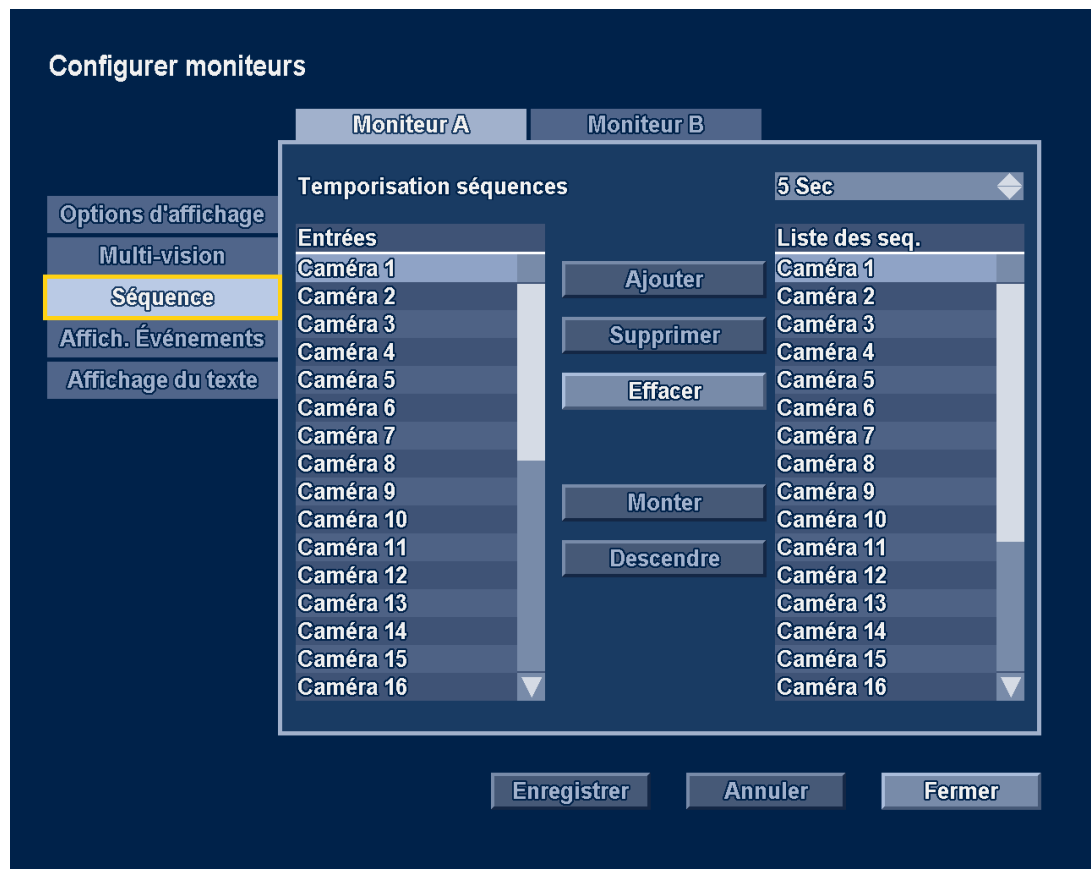 Configurer moniteurs
Moniteur A
Moniteur B
Temporisation séquences
5 Sec
Options d'affichage
Multi-vision
Séquence
Affich. Événements
Affichage du texte
Entrées
Caméra 1
Caméra 2
Caméra 3
Caméra 4
Caméra 5
Caméra 6
Caméra 7
Caméra 8
Caméra 9
Caméra 10
Caméra 11
Caméra 12
Caméra 13
Caméra 14
Caméra 15
Caméra 16
Ajouter
Supprimer
Effacer
Monter
Descendre
Liste des seq.
Caméra 1
Caméra 2
Caméra 3
Caméra 4
Caméra 5
Caméra 6
Caméra 7
Caméra 8
Caméra 9
Caméra 10
Caméra 11
Caméra 12
Caméra 13
Caméra 14
Caméra 15
Caméra 16
Enregistrer
Annuler
Fermer